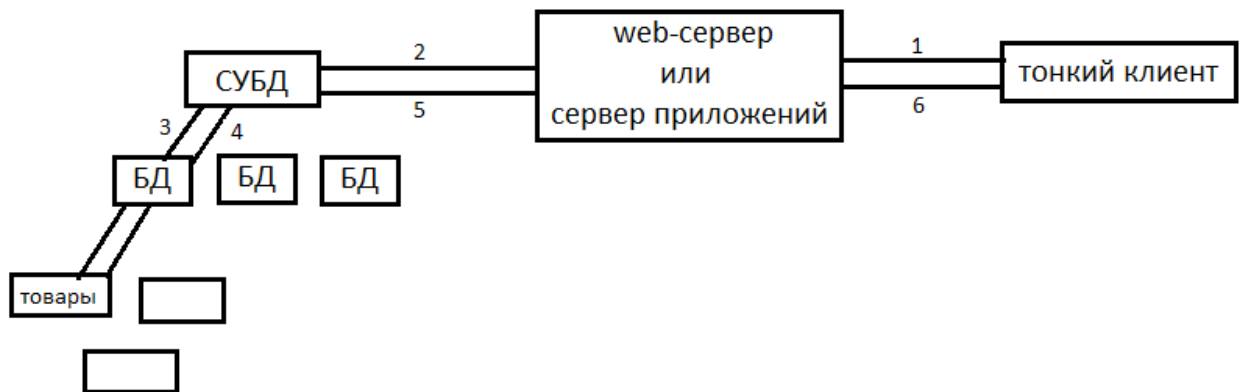 web-сервер
или
сервер приложений
1
6
тонкий клиент
2
5
СУБД
3
4
БД
БД
БД
товары